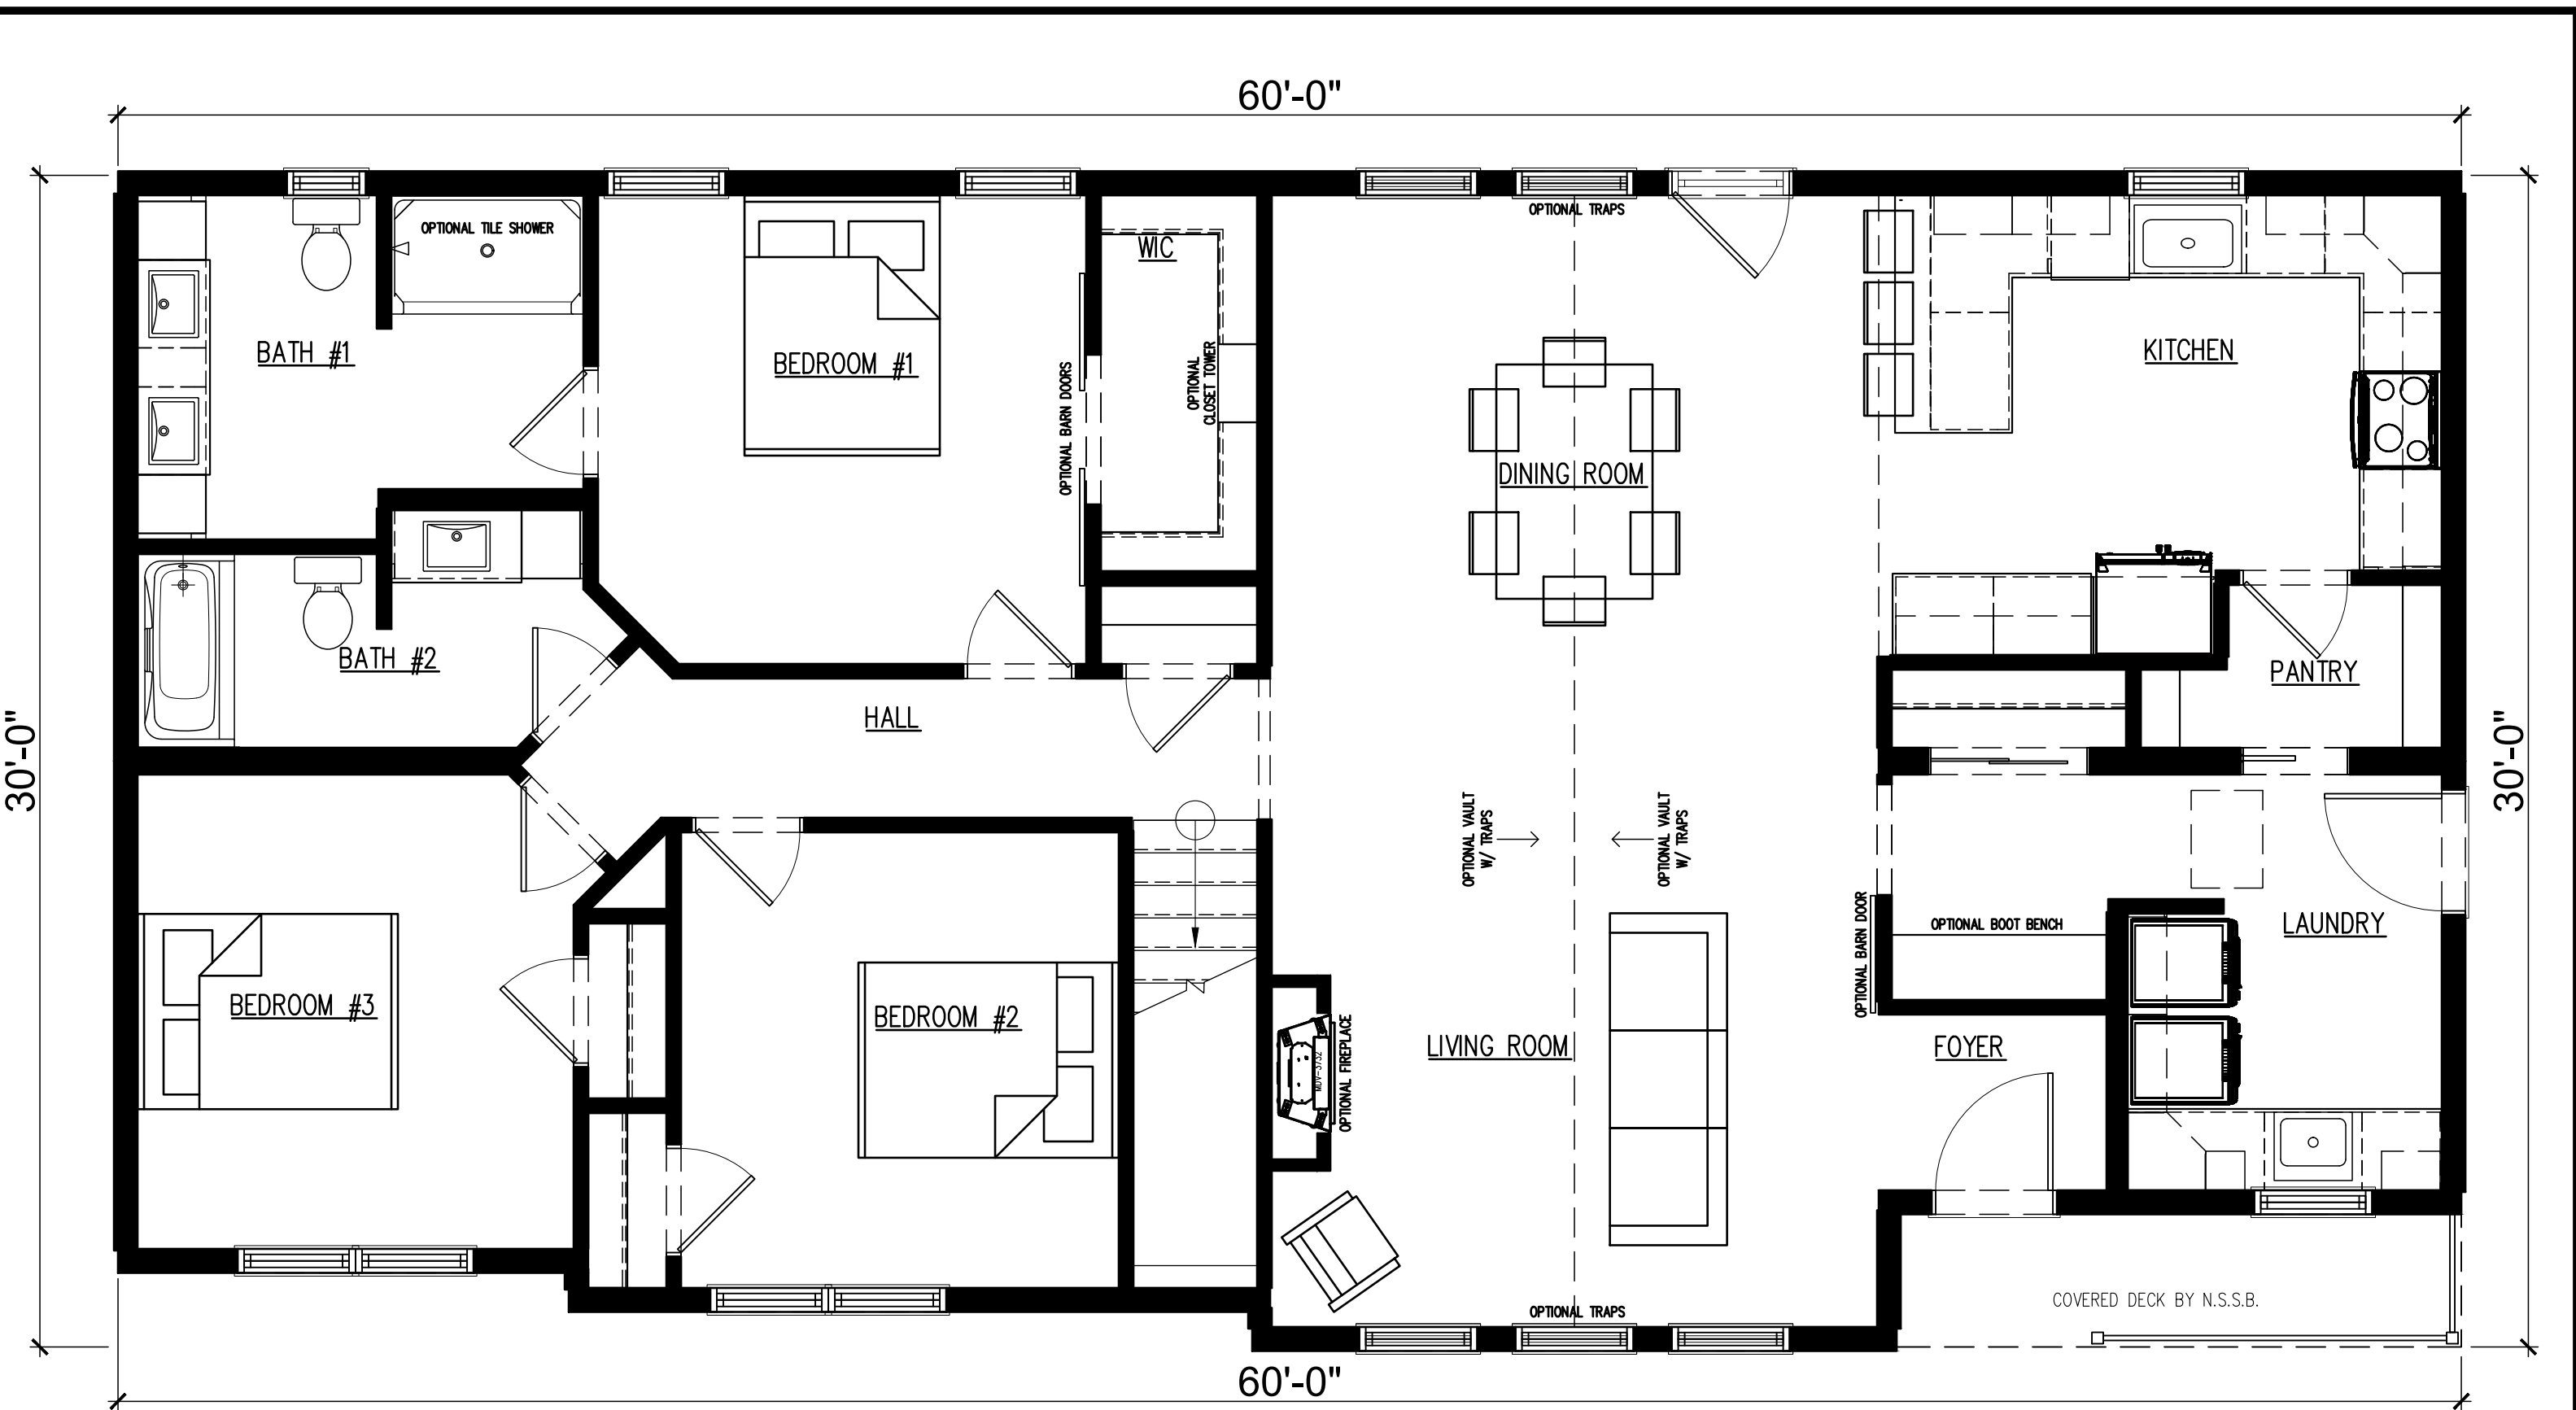 60'-0"
OPTIONAL TRAPS
OPTIONAL TILE SHOWER
WIC
BATH #1
BEDROOM #1
KITCHEN
OPTIONAL BARN DOORS
OPTIONAL
CLOSET TOWER
DINING ROOM
BATH #2
PANTRY
HALL
30'-0"
30'-0"
OPTIONAL VAULT
W/ TRAPS
OPTIONAL VAULT
W/ TRAPS
OPTIONAL BARN DOOR
OPTIONAL BOOT BENCH
LAUNDRY
BEDROOM #3
BEDROOM #2
MDV-3732
OPTIONAL FIREPLACE
LIVING ROOM
FOYER
COVERED DECK BY N.S.S.B.
OPTIONAL TRAPS
60'-0"